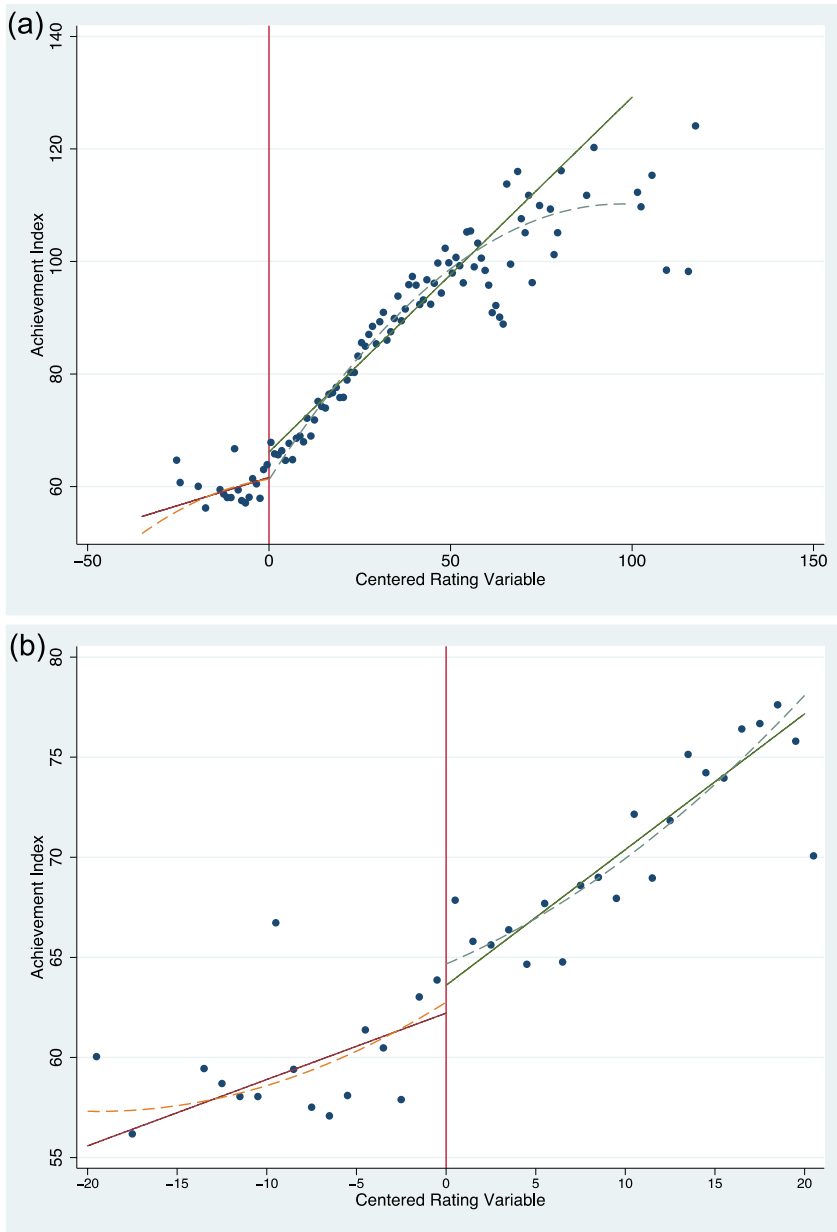 (a)
140
120
100
80
60
Achievement Index
−50 0 50 100 150
Centered Rating Variable
(b)
80
75
70
65
60
55
Achievement Index
−20 −15 −10 −5 0 5 10 15 20
Centered Rating Variable